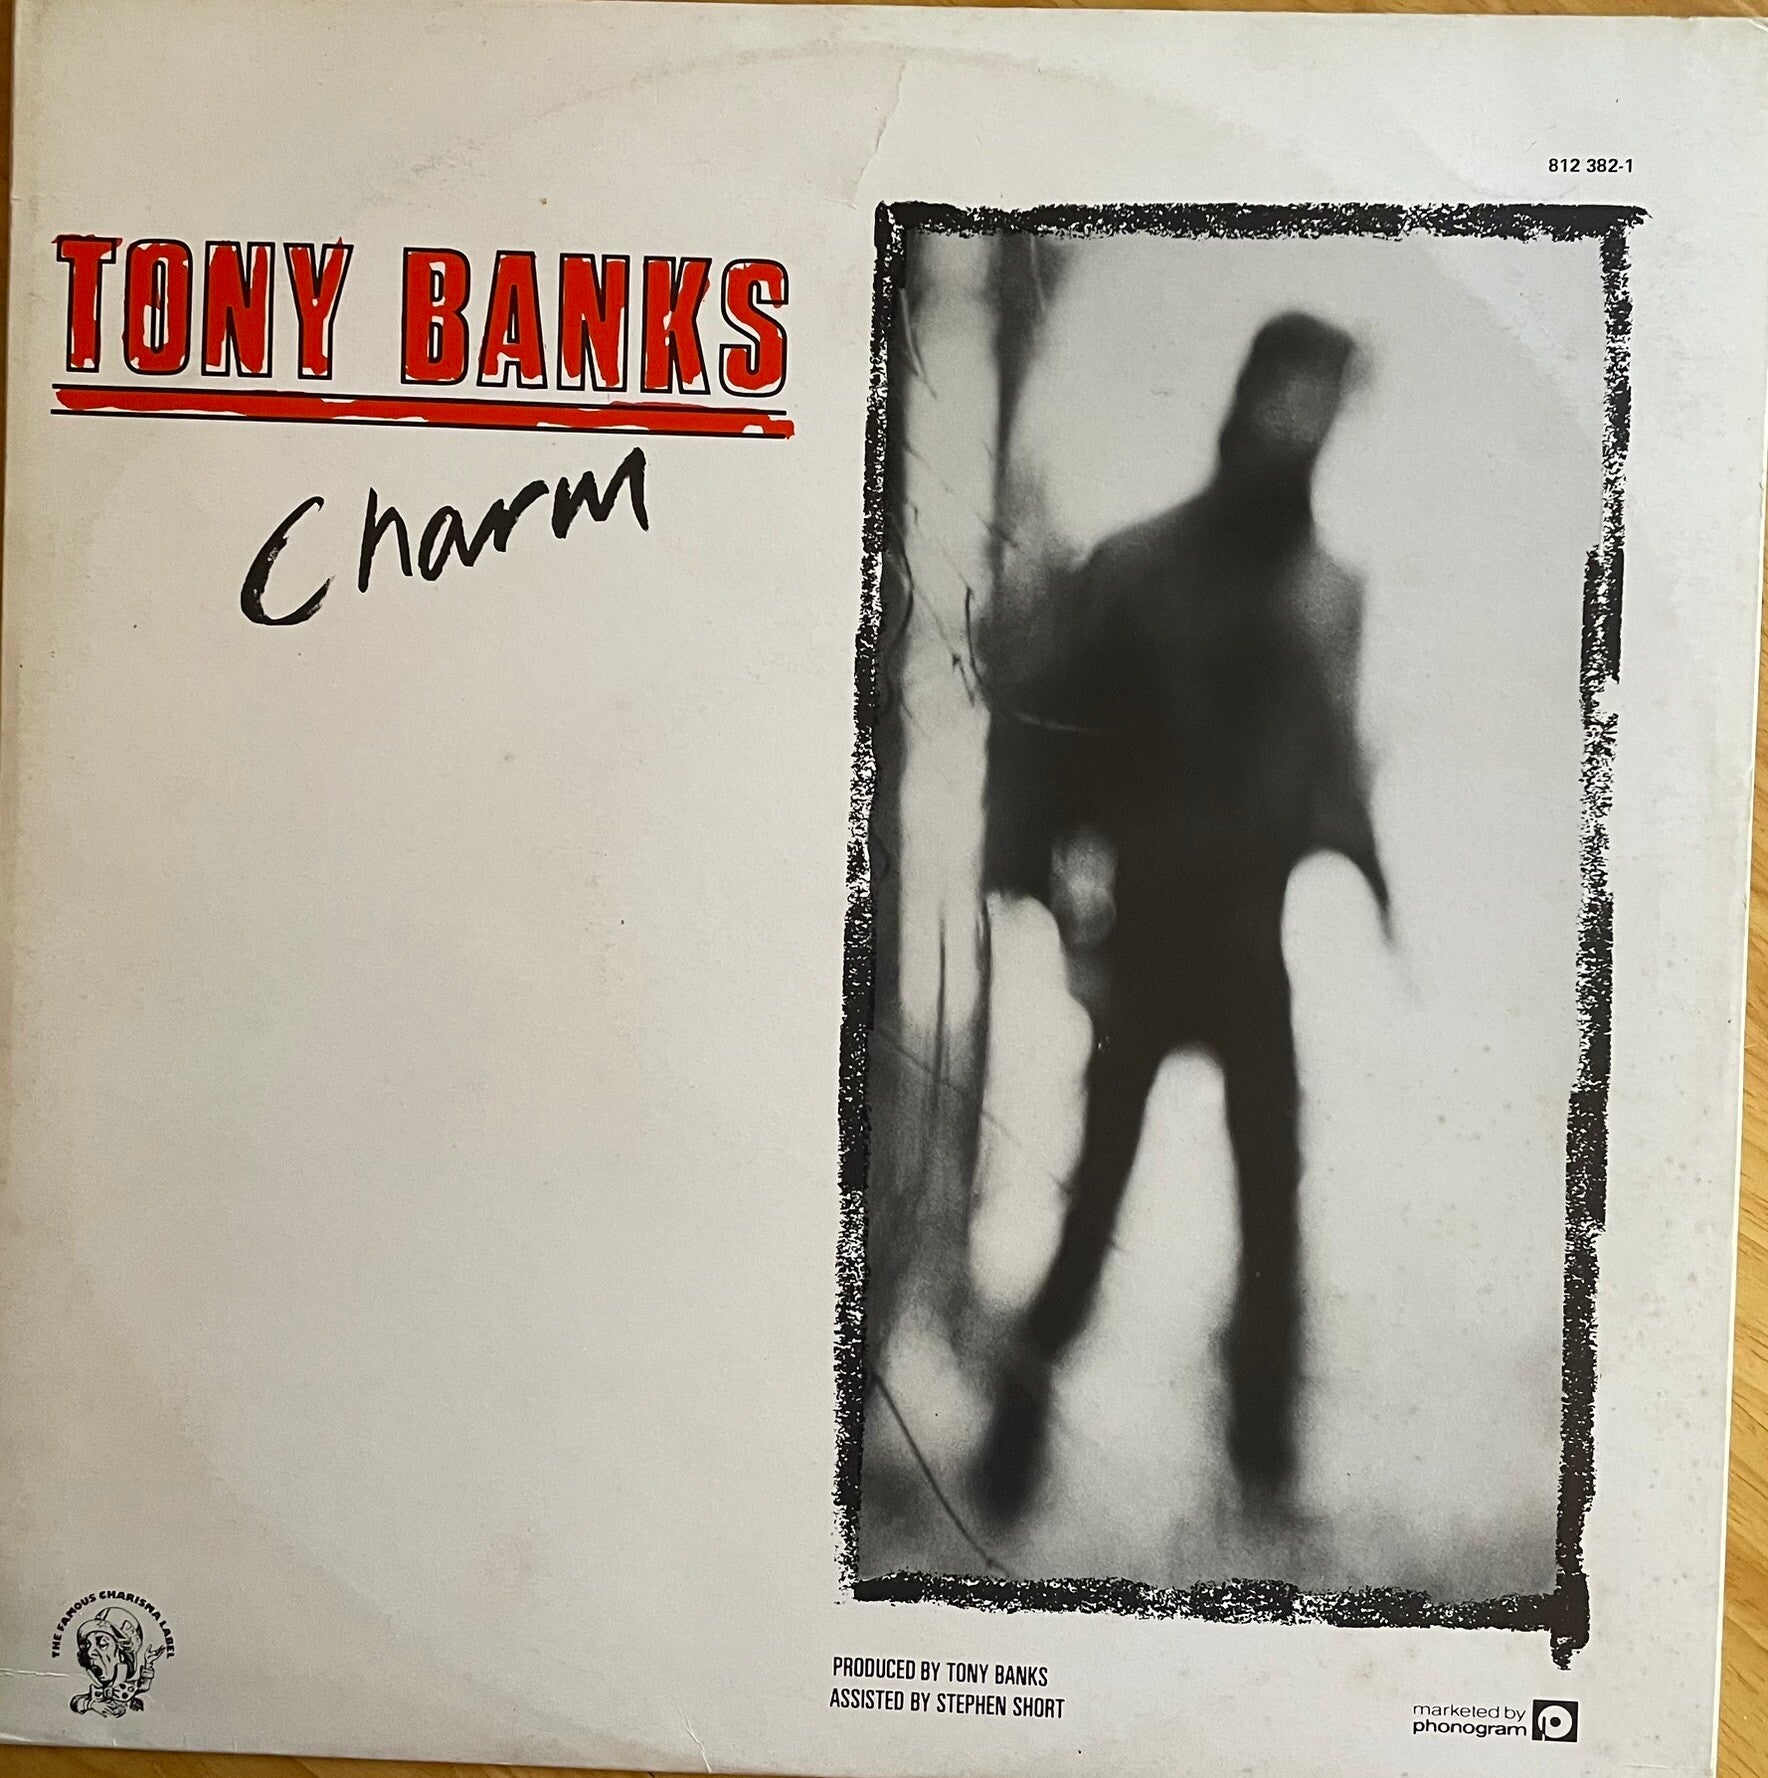 812 382-1
TONY BANKS
Charm
THE FAMOUS CHARISMA LABEL
PRODUCED BY TONY BANKS
ASSISTED BY STEPHEN SHORT
marketed by
phonogram